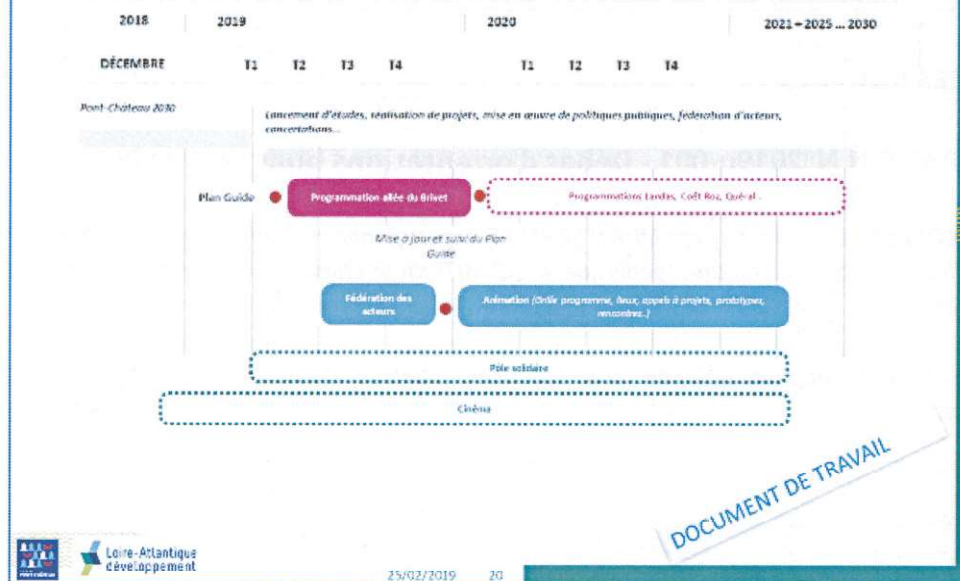 2018 2019 2020 2021 – 2025 ... 2030
DÉCEMBRE T1 T2 T3 T4 T1 T2 T3 T4
Pont-Château 2030
Lancement d'études, réalisation de projets, mise en œuvre de politiques publiques, fédération d'acteurs,
concertations...
Plan Guide
Programmation allée du Brivet
Programmations Landas, Coët Roz, Quéral..
Mise à jour et suivi du Plan
Guide
Fédération des
acteurs
Animation (Grille programme, lieux, appels à projets, prototypes,
rencontres..)
Pôle solidaire
Cinéma
DOCUMENT DE TRAVAIL
Loire-Atlantique
développement
25/02/2019 20